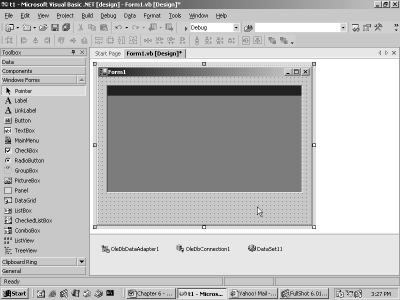 t1 - Microsoft Visual Basic .NET [design] - Form1.vb [Design]*
File Edit View Project Build Debug Data Format Tools Window Help
Debug
Toolbox
Start Page Form1.vb [Design]*
Data
Components
Windows Forms
Form1
Pointer
A Label
A LinkLabel
ab Button
abl TextBox
MainMenu
CheckBox
RadioButton
GroupBox
PictureBox
Panel
DataGrid
ListBox
CheckedListBox
ComboBox
ListView
TreeView
OleDbDataAdapter1 OleDbConnection1 DataSet11
Clipboard Ring
General
Ready
Start Chapter 6 - ... t1 - Micros... Yahoo! Mail - ... FullShot 6.01... 3:27 PM